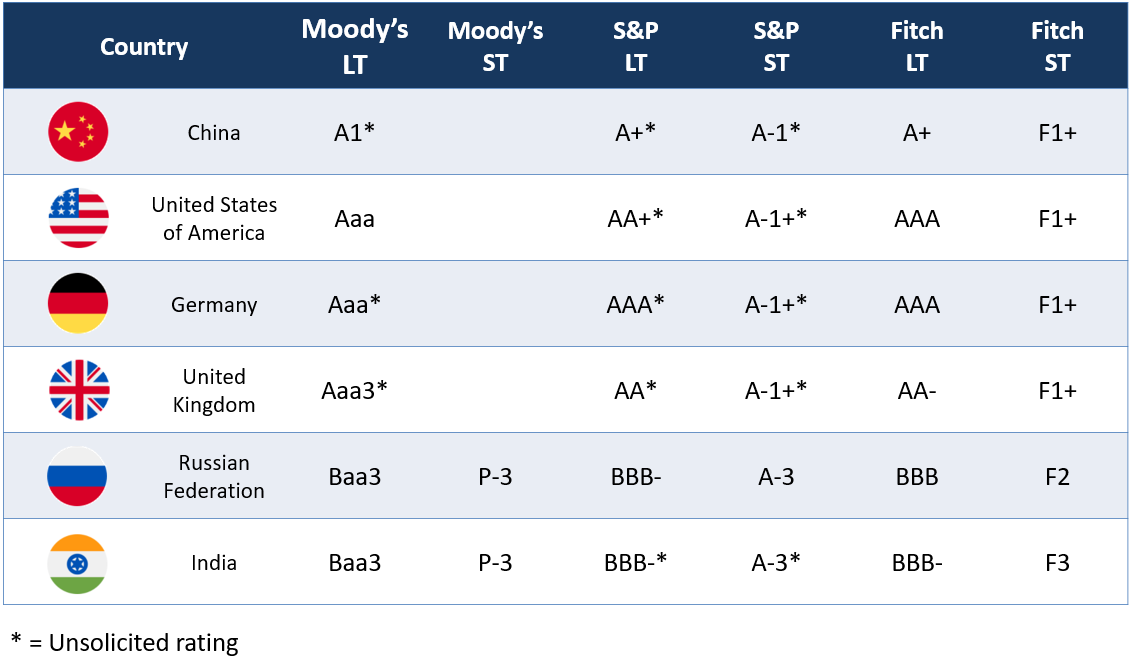 Country Moody's LT Moody's ST S&P LT S&P ST Fitch LT Fitch ST
China A1* A+* A-1* A+ F1+
United States of America Aaa AA+* A-1+* AAA F1+
Germany Aaa* AAA* A-1+* AAA F1+
United Kingdom Aaa3* AA* A-1+* AA- F1+
Russian Federation Baa3 P-3 BBB- A-3 BBB F2
India Baa3 P-3 BBB-* A-3* BBB- F3
* = Unsolicited rating